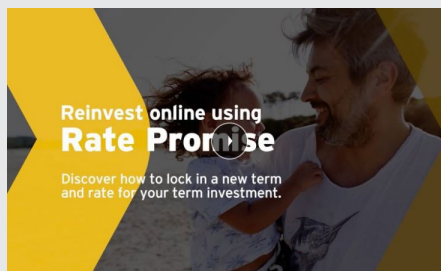 Reinvest online using
Rate Promise
Discover how to lock in a new term
and rate for your term investment.